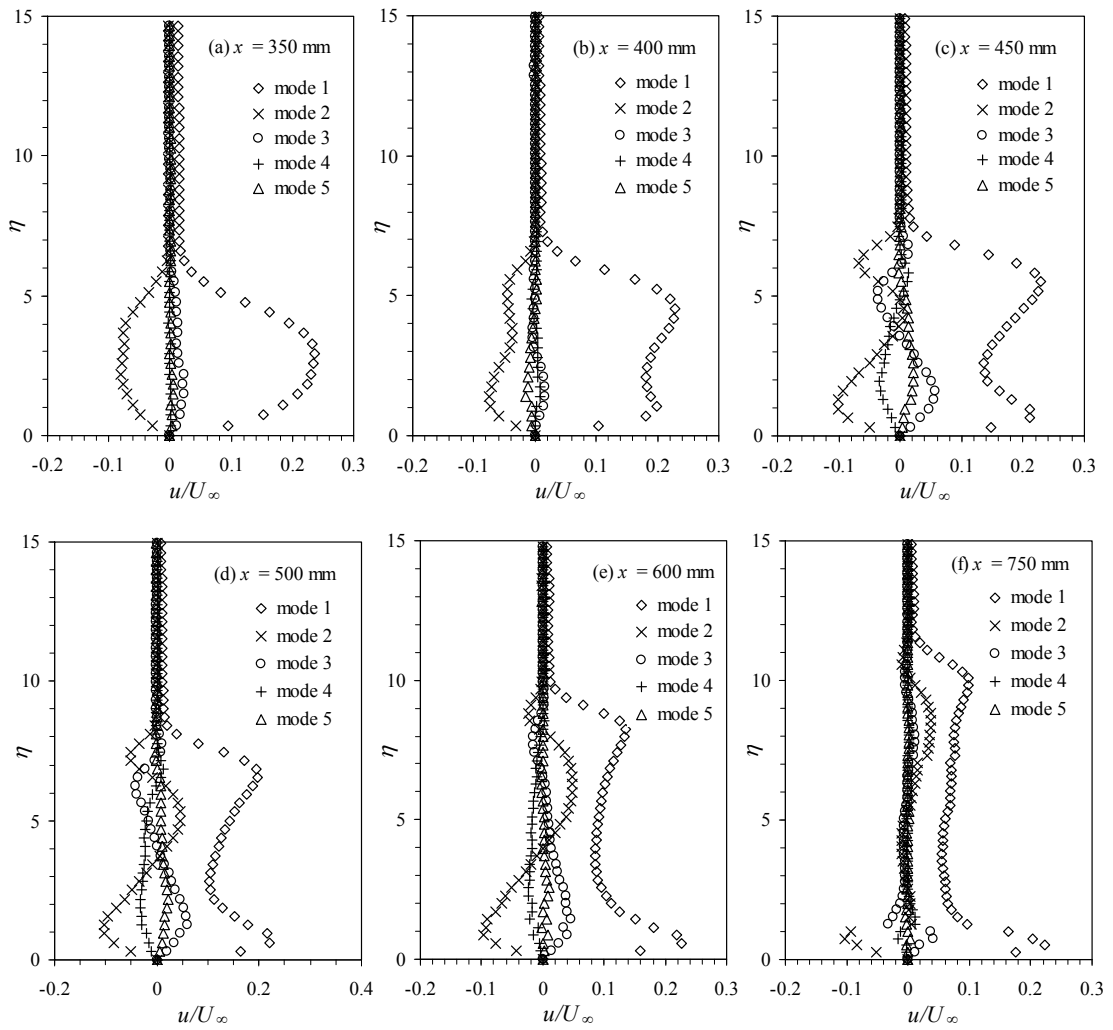 15
(a) x = 350 mm
mode 1
mode 2
mode 3
mode 4
mode 5
10
η
5
0
-0.2 -0.1 0 0.1 0.2 0.3
u/U∞
15
(b) x = 400 mm
mode 1
mode 2
mode 3
mode 4
mode 5
10
η
5
0
-0.2 -0.1 0 0.1 0.2 0.3
u/U∞
15
(c) x = 450 mm
mode 1
mode 2
mode 3
mode 4
mode 5
10
η
5
0
-0.2 -0.1 0 0.1 0.2 0.3
u/U∞
15
(d) x = 500 mm
mode 1
mode 2
mode 3
mode 4
mode 5
10
η
5
0
-0.2 0 0.2 0.4
u/U∞
15
(e) x = 600 mm
mode 1
mode 2
mode 3
mode 4
mode 5
10
η
5
0
-0.2 -0.1 0 0.1 0.2 0.3
u/U∞
15
(f) x = 750 mm
mode 1
mode 2
mode 3
mode 4
mode 5
10
η
5
0
-0.2 -0.1 0 0.1 0.2 0.3
u/U∞